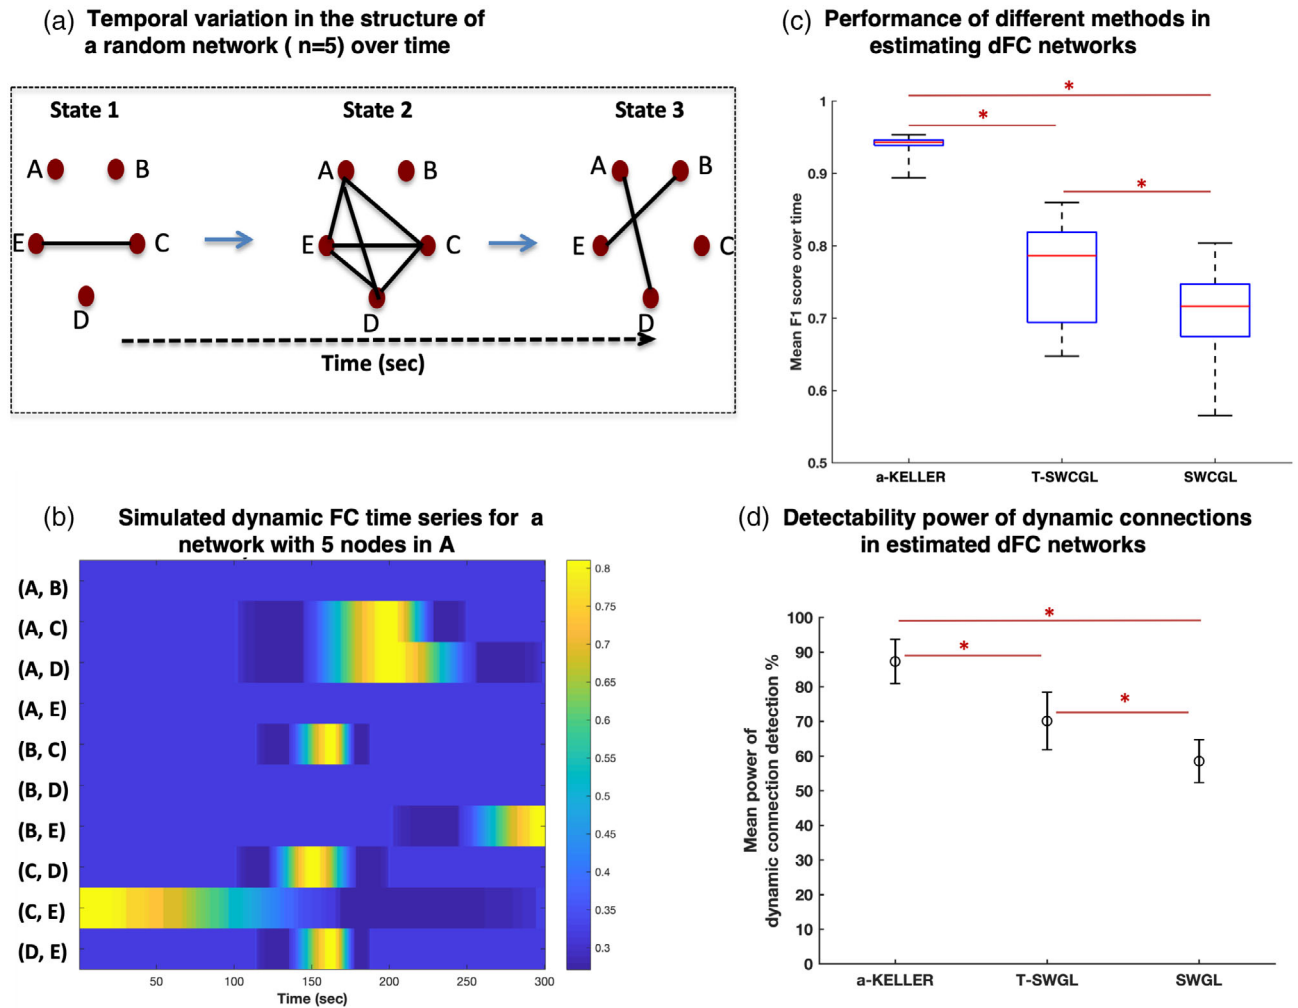 (a) Temporal variation in the structure of
a random network ( n=5) over time
State 1 State 2 State 3
A B A B A B
E C E C E C
D D D
Time (sec)
(b) Simulated dynamic FC time series for a
network with 5 nodes in A
(A, B)
(A, C)
(A, D)
(A, E)
(B, C)
(B, D)
(B, E)
(C, D)
(C, E)
(D, E)
50 100 150 200 250 300
Time (sec)
0.8
0.75
0.7
0.65
0.6
0.55
0.5
0.45
0.4
0.35
0.3
(c) Performance of different methods in
estimating dFC networks
Mean F1 score over time
1
0.9
0.8
0.7
0.6
0.5
* * *
a-KELLER T-SWCGL SWCGL
(d) Detectability power of dynamic connections
in estimated dFC networks
Mean power of
dynamic connection detection %
100
90
80
70
60
50
40
30
20
10
0
* * *
a-KELLER T-SWGL SWGL